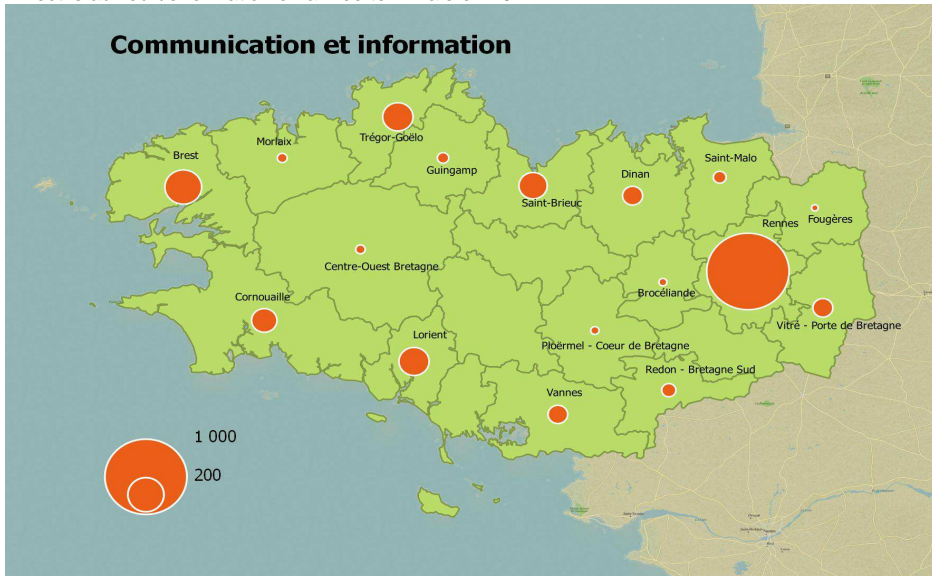 Communication et information
Trégor-Goëlo
Morlaix
Brest
Guingamp
Saint-Malo
Dinan
Saint-Brieuc
Fougères
Rennes
Centre-Ouest Bretagne
Brocéliande
Cornouaille
Vitré - Porte de Bretagne
Lorient
Ploërmel - Coeur de Bretagne
Redon - Bretagne Sud
Vannes
1 000
200